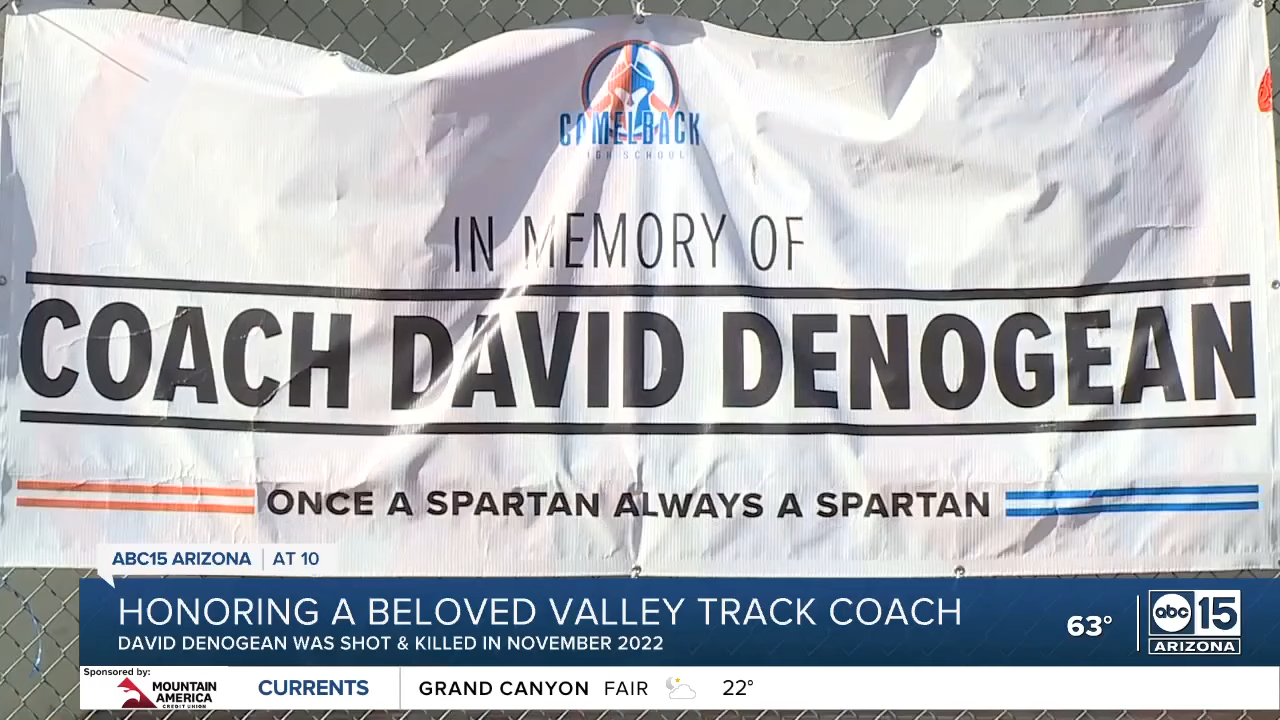 CAMELBACK
HIGH SCHOOL
IN MEMORY OF
COACH DAVID DENOGEAN
ONCE A SPARTAN ALWAYS A SPARTAN
ABC15 ARIZONA | AT 10
HONORING A BELOVED VALLEY TRACK COACH
DAVID DENOGEAN WAS SHOT & KILLED IN NOVEMBER 2022
63°
abc 15
ARIZONA
Sponsored by:
MOUNTAIN
AMERICA
CREDIT UNION
CURRENTS
GRAND CANYON FAIR 22°